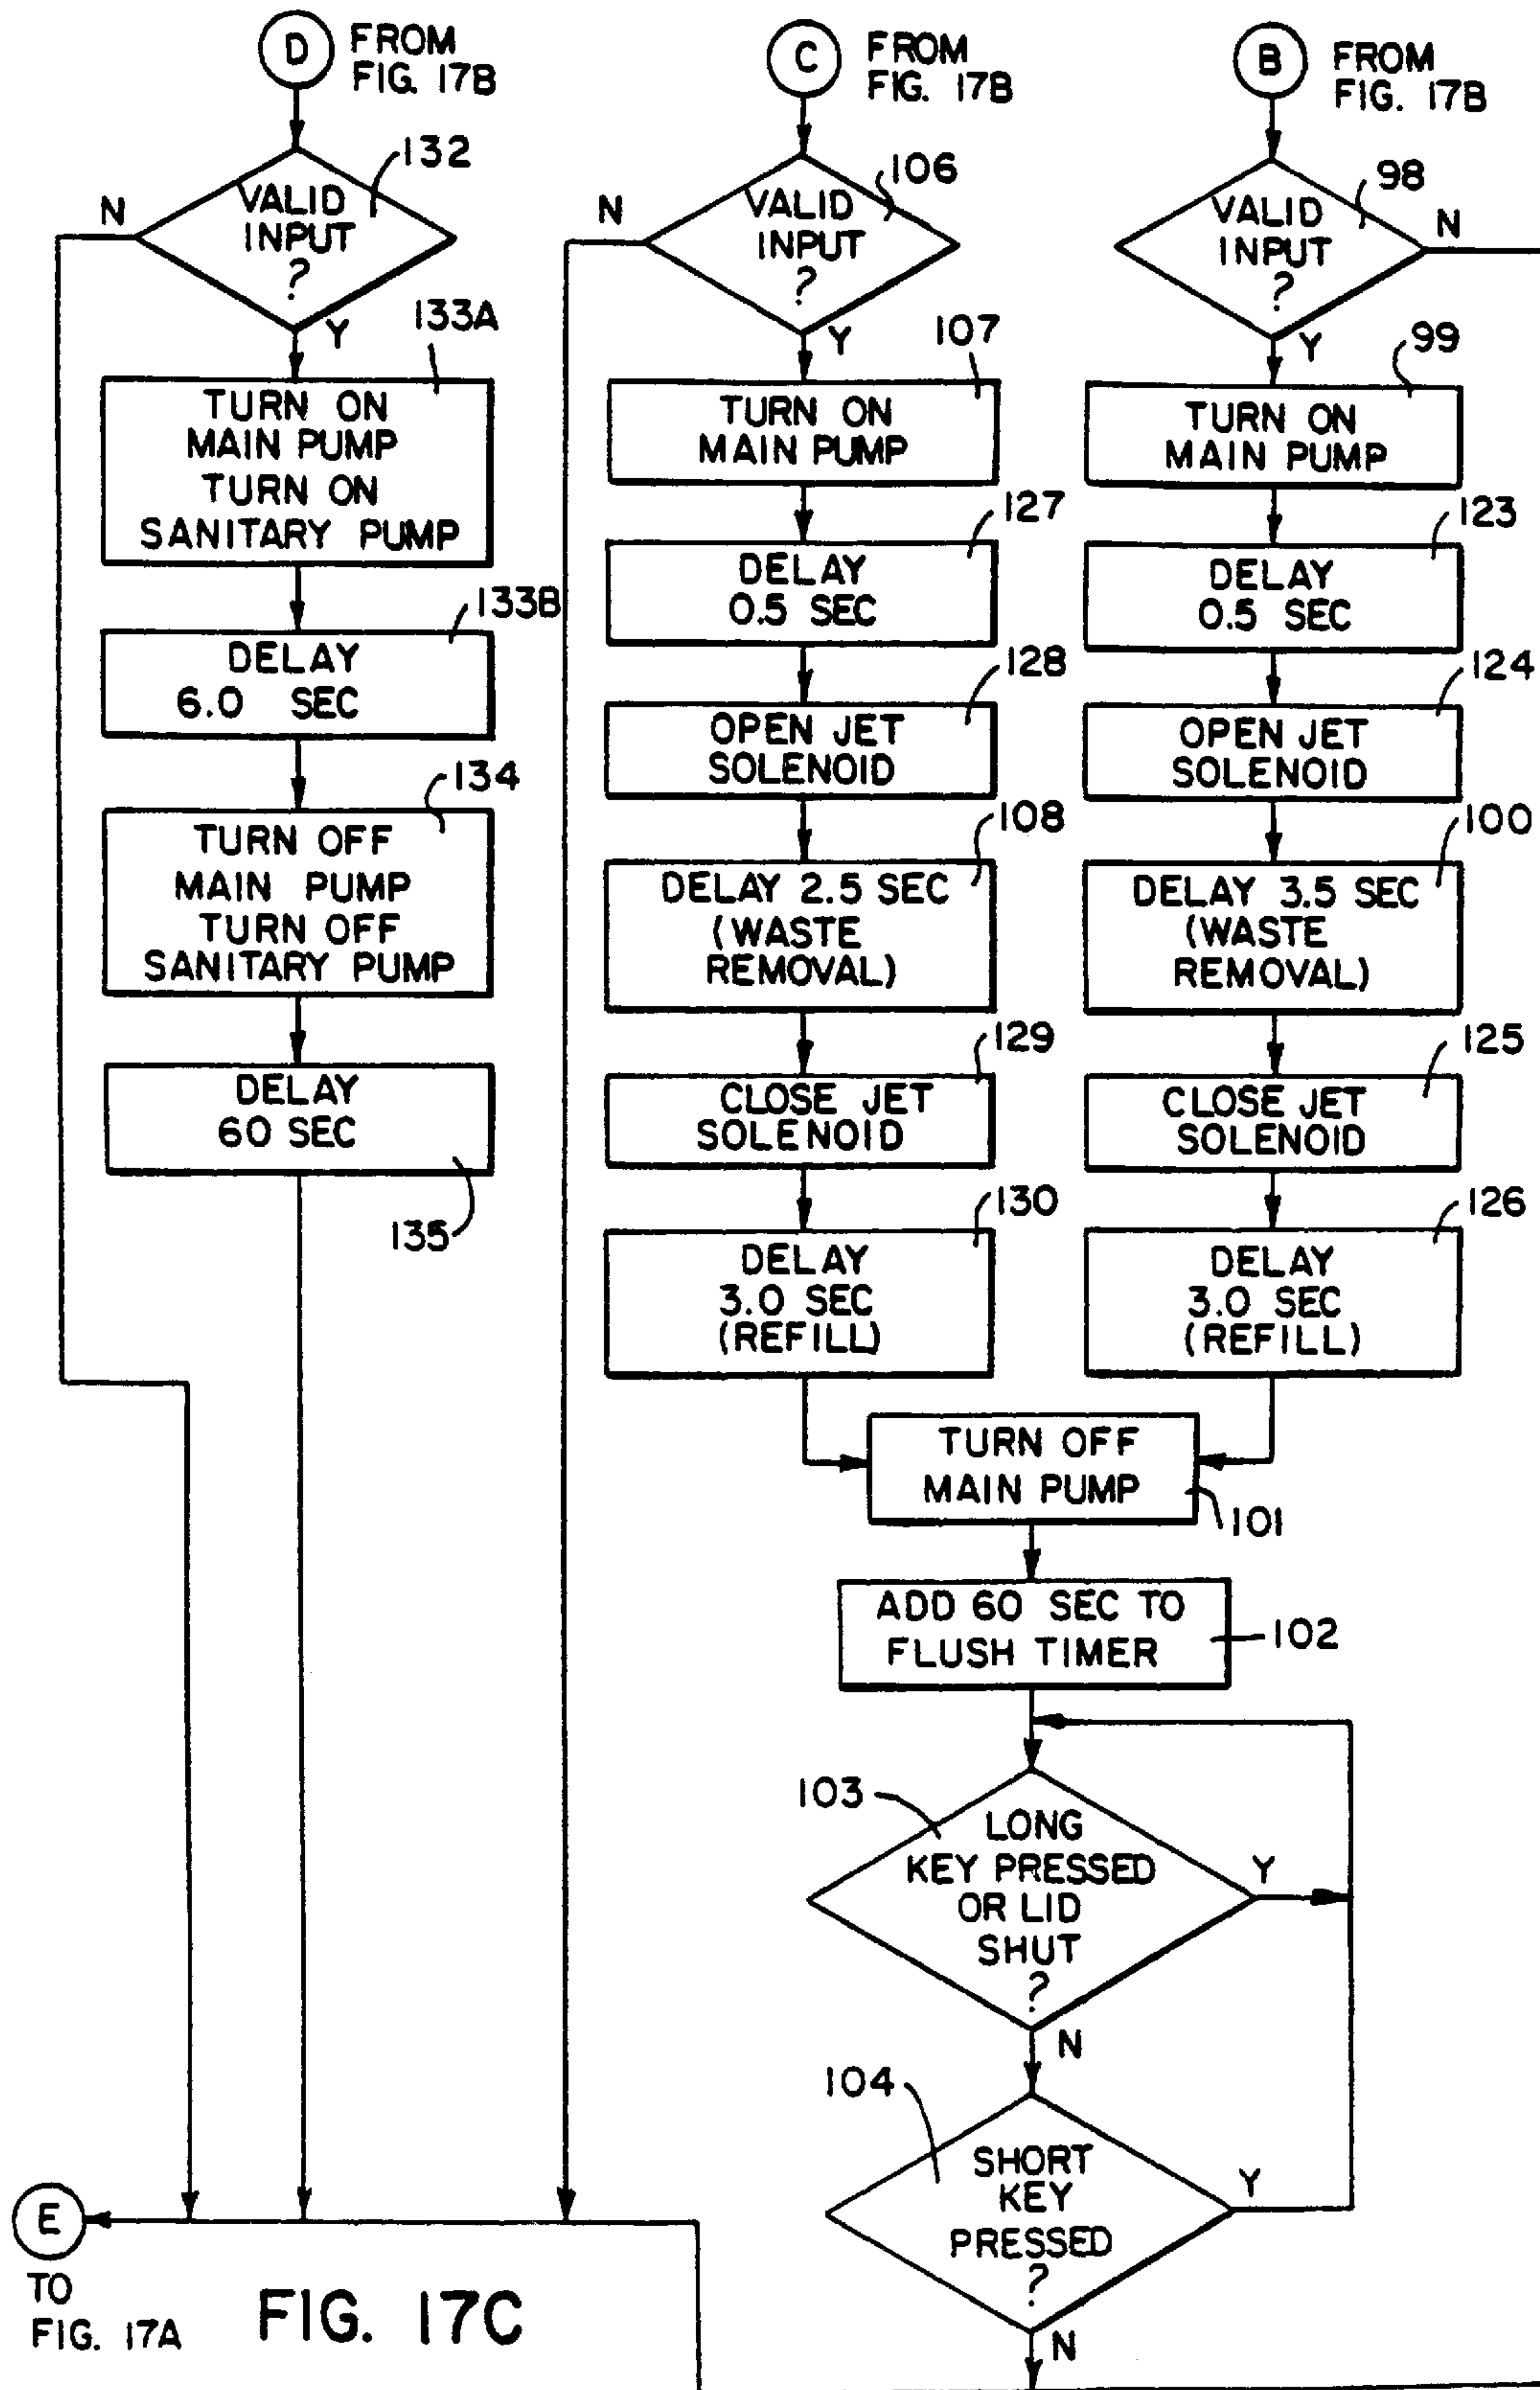 D
FROM
FIG. 17B
132
N
VALID
INPUT
?
Y
133A
TURN ON
MAIN PUMP
TURN ON
SANITARY PUMP
133B
DELAY
6.0 SEC
134
TURN OFF
MAIN PUMP
TURN OFF
SANITARY PUMP
DELAY
60 SEC
135
C
FROM
FIG. 17B
106
N
VALID
INPUT
?
Y
107
TURN ON
MAIN PUMP
127
DELAY
0.5 SEC
128
OPEN JET
SOLENOID
108
DELAY 2.5 SEC
(WASTE
REMOVAL)
129
CLOSE JET
SOLENOID
130
DELAY
3.0 SEC
(REFILL)
B
FROM
FIG. 17B
98
N
VALID
INPUT
?
Y
99
TURN ON
MAIN PUMP
123
DELAY
0.5 SEC
124
OPEN JET
SOLENOID
100
DELAY 3.5 SEC
(WASTE
REMOVAL)
125
CLOSE JET
SOLENOID
126
DELAY
3.0 SEC
(REFILL)
TURN OFF
MAIN PUMP
101
ADD 60 SEC TO
FLUSH TIMER
102
103
LONG
KEY PRESSED
OR LID
SHUT
?
Y
N
104
SHORT
KEY
PRESSED
?
Y
N
E
TO
FIG. 17A
FIG. 17C